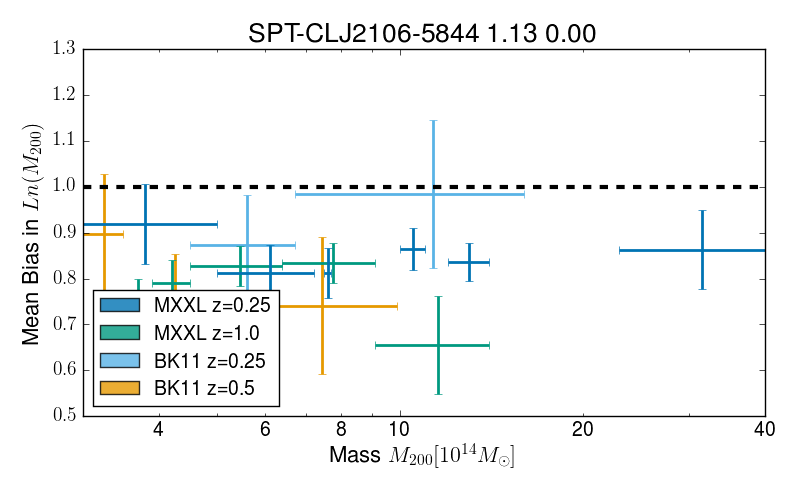 SPT-CLJ2106-5844 1.13 0.00
1.3
1.2
1.1
1.0
0.9
0.8
0.7
0.6
0.5
Mean Bias in Ln(M200)
MXXL z=0.25
MXXL z=1.0
BK11 z=0.25
BK11 z=0.5
4 6 8 10 20 40
Mass M200[10^14 M⊙]